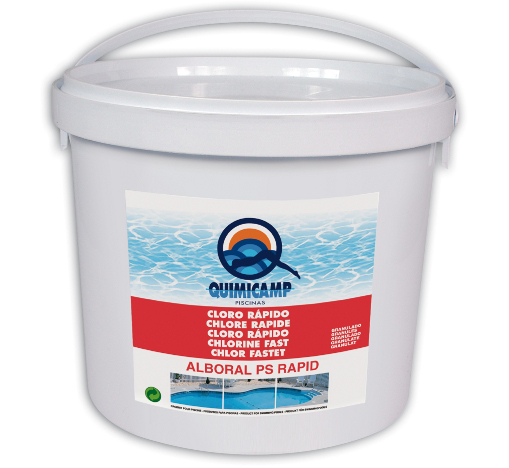 QUIMICAMP
PISCINAS
CLORO RÁPIDO
CHLORE RAPIDE
CLORO RÁPIDO
CHLORINE FAST
CHLOR FASTET
GRANULADO
GRANULÉS
GRANULADO
GRANULATE
GRANULAT
ALBORAL PS RAPID